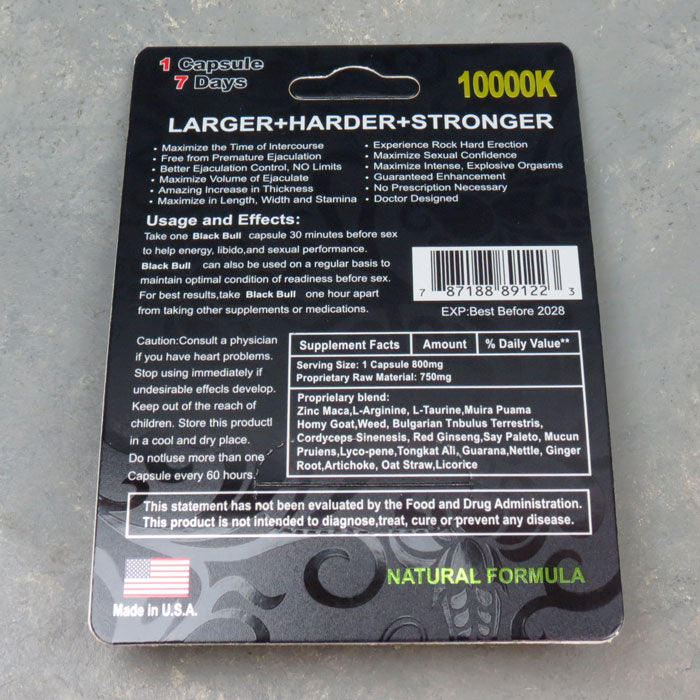 1 Capsule
7 Days
10000K
LARGER+HARDER+STRONGER
• Maximize the Time of Intercourse
• Free from Premature Ejaculation
• Better Ejaculation Control, NO Limits
• Maximize Volume of Ejaculate
• Amazing Increase in Thickness
• Maximize in Length, Width and Stamina
• Experience Rock Hard Erection
• Maximize Sexual Confidence
• Maximize Intense, Explosive Orgasms
• Guaranteed Enhancement
• No Prescription Necessary
• Doctor Designed
Usage and Effects:
Take one Black Bull capsule 30 minutes before sex
to help energy, libido,and sexual performance.
Black Bull can also be used on a regular basis to
maintain optimal condition of readiness before sex.
For best results,take Black Bull one hour apart
from taking other supplements or medications.
7 87188 89122 3
EXP:Best Before 2028
Caution:Consult a physician
if you have heart problems.
Stop using immediately if
undesirable effecls develop.
Keep out of the reach of
children. Store this productl
in a cool and dry place.
Do notluse more than one
Capsule every 60 hours.
Supplement Facts Amount % Daily Value**
Serving Size: 1 Capsule 800mg
Proprietary Raw Material: 750mg
Proprielary blend:
Zinc Maca,L-Arginine, L-Taurine,Muira Puama
Homy Goat,Weed, Bulgarian Tnbulus Terrestris,
Cordyceps Sinenesis, Red Ginseng,Say Paleto, Mucun
Pruiens,Lyco-pene,Tongkat Ali, Guarana,Nettle, Ginger
Root,Artichoke, Oat Straw,Licorice
This statement has not been evaluated by the Food and Drug Administration.
This product is not intended to diagnose,treat, cure or prevent any disease.
Made in U.S.A.
NATURAL FORMULA